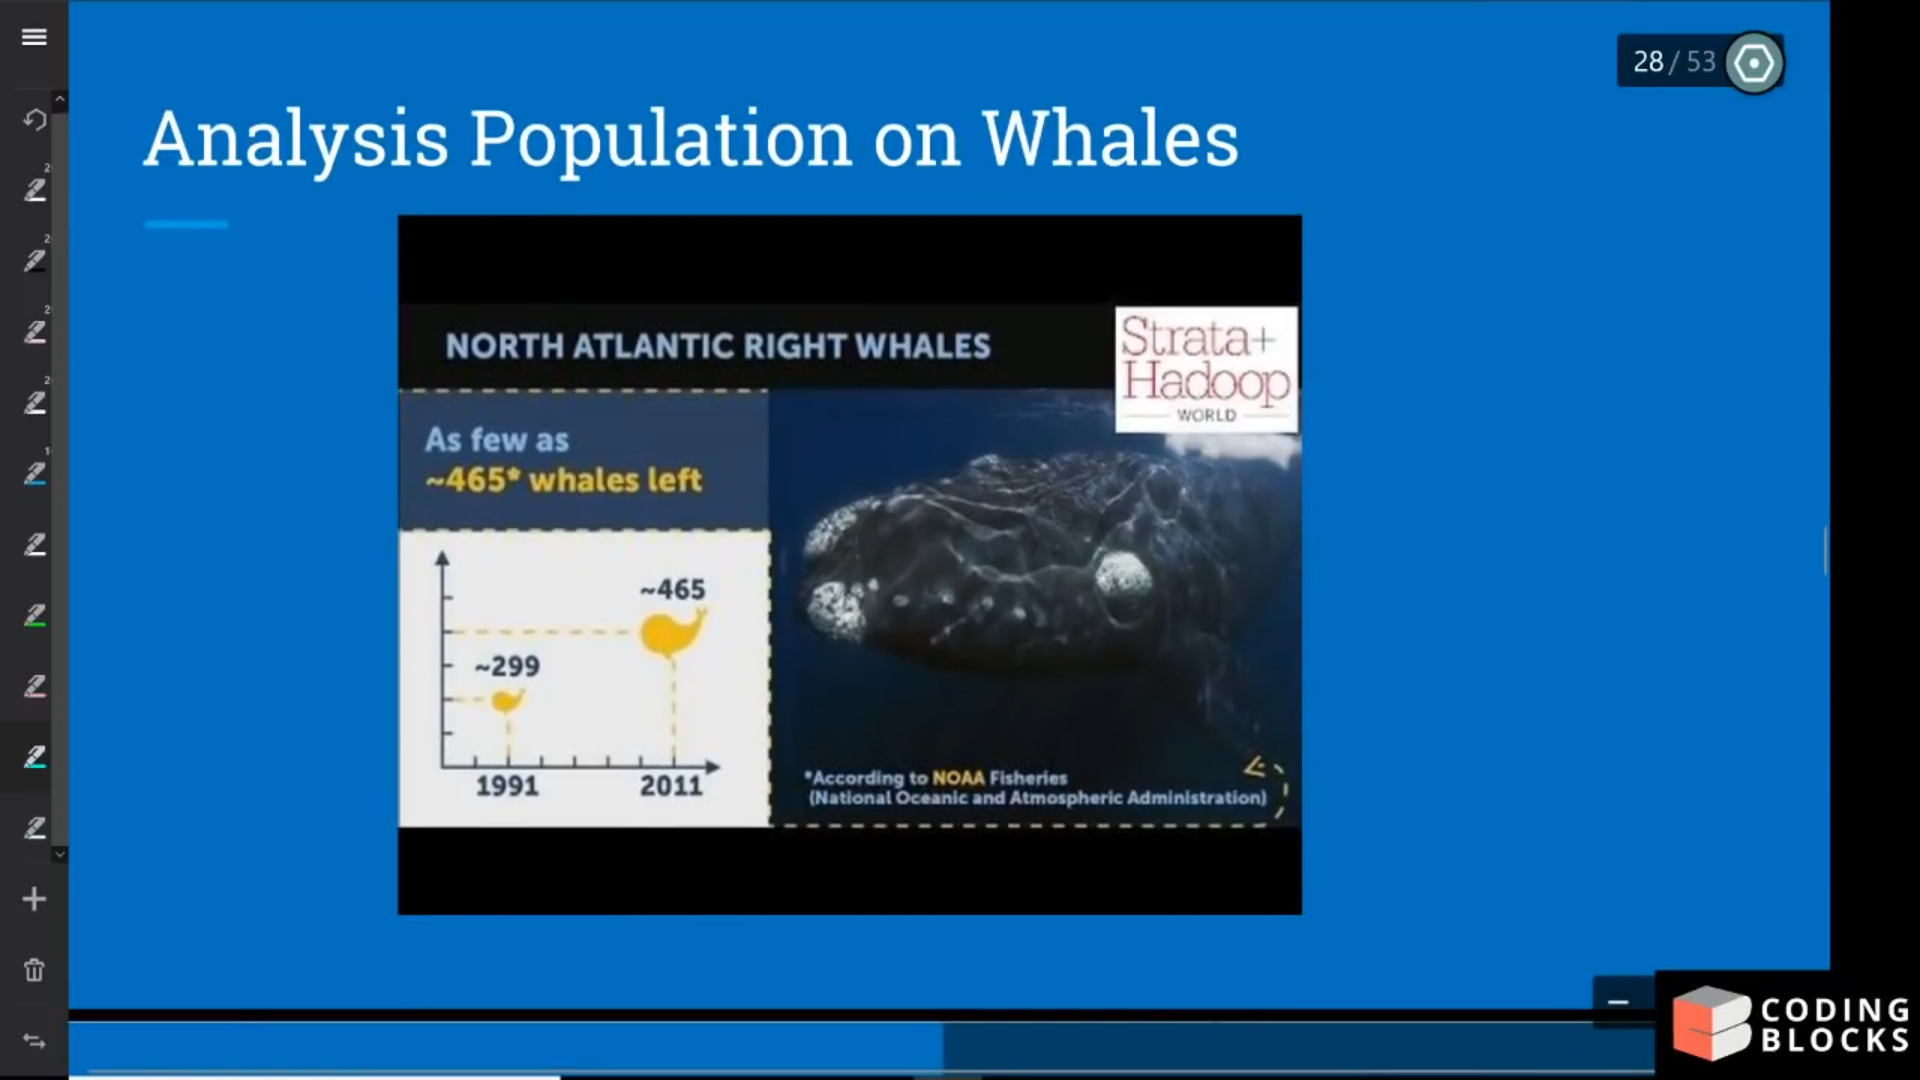 28 / 53
Analysis Population on Whales
NORTH ATLANTIC RIGHT WHALES
Strata+
Hadoop
WORLD
As few as
~465* whales left
~465
~299
1991
2011
*According to NOAA Fisheries
(National Oceanic and Atmospheric Administration)
CODING
BLOCKS